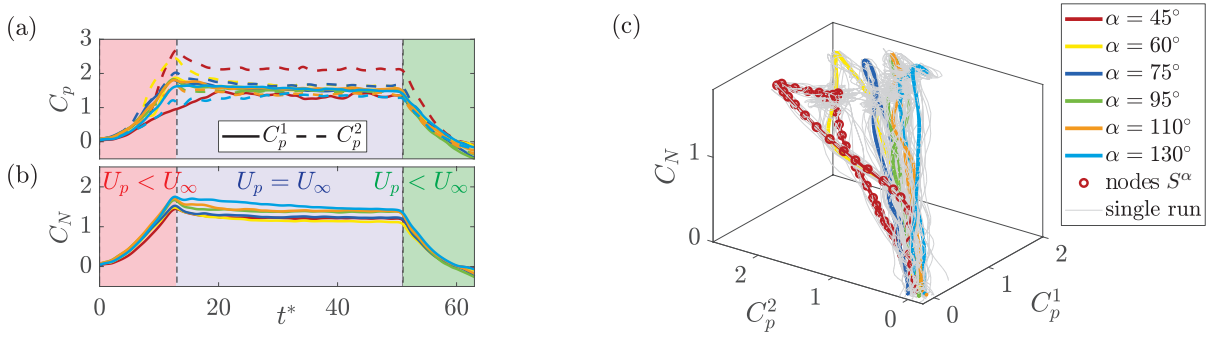 (a)
3
2
1
0
C_p
C_p^1
C_p^2
(b)
U_p < U_∞
U_p = U_∞
U_p < U_∞
2
1
0
C_N
0
20
40
60
t*
(c)
1
0
C_N
2
1
0
C_p^2
0
1
2
C_p^1
α = 45°
α = 60°
α = 75°
α = 95°
α = 110°
α = 130°
nodes S^α
single run